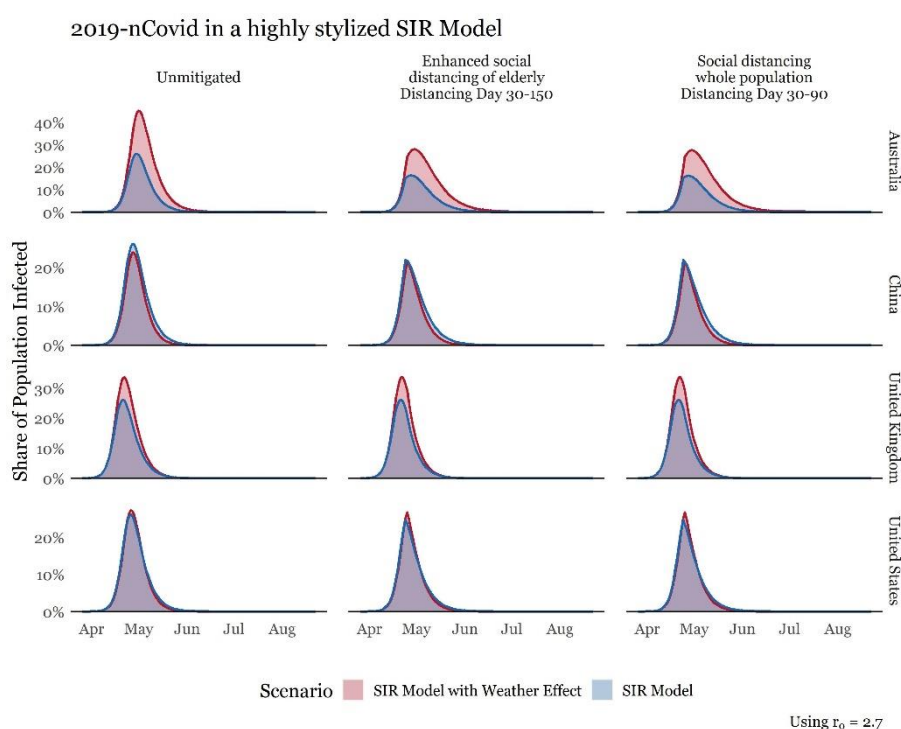 2019-nCovid in a highly stylized SIR Model
Unmitigated
Enhanced social
distancing of elderly
Distancing Day 30-150
Social distancing
whole population
Distancing Day 30-90
Share of Population Infected
40%
30%
20%
10%
0%
Australia
20%
10%
0%
China
30%
20%
10%
0%
United Kingdom
20%
10%
0%
United States
Apr May Jun Jul Aug
Apr May Jun Jul Aug
Apr May Jun Jul Aug
Scenario SIR Model with Weather Effect SIR Model
Using r₀ = 2.7